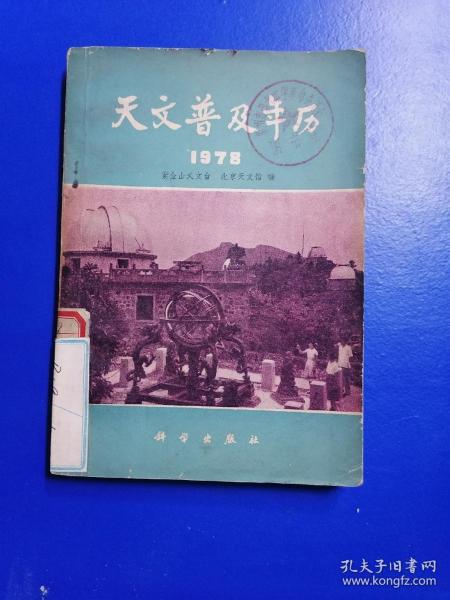 天文普及年历
1978
紫金山天文台 北京天文馆 编
科学出版社
孔夫子旧书网
www.kongfz.com